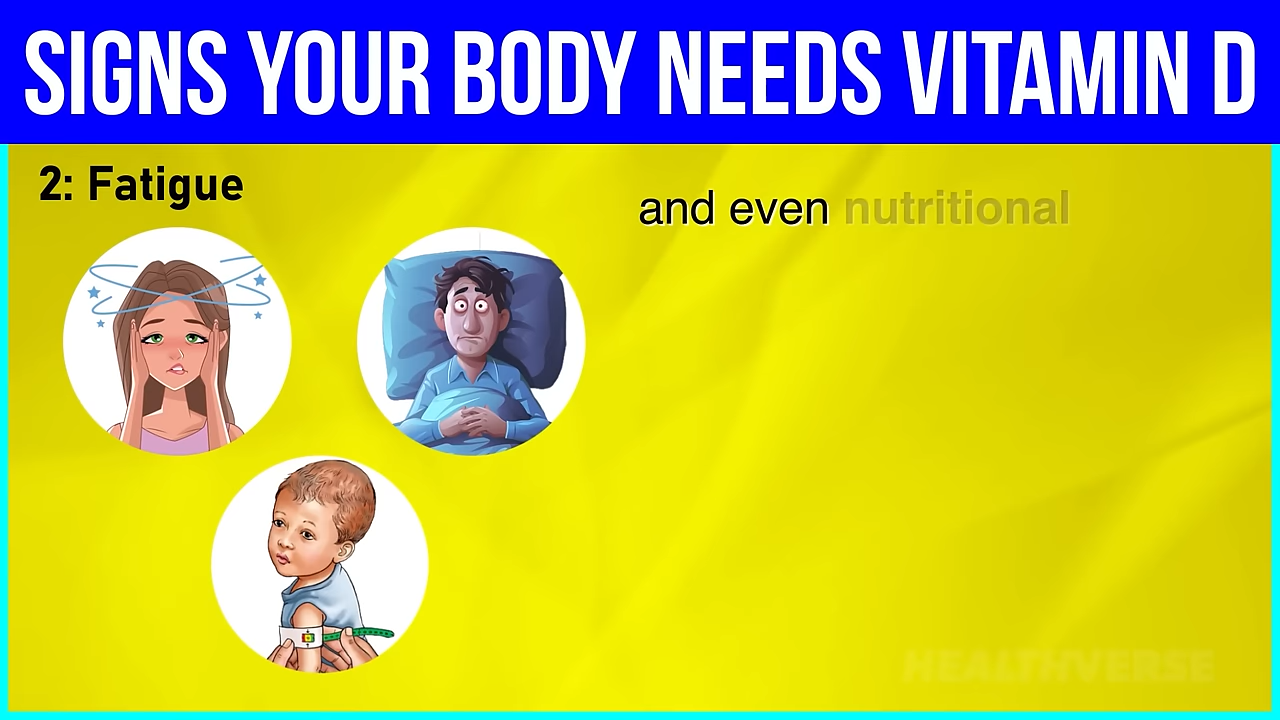 SIGNS YOUR BODY NEEDS VITAMIN D
2: Fatigue
and even nutritional
HEALTHVERSE